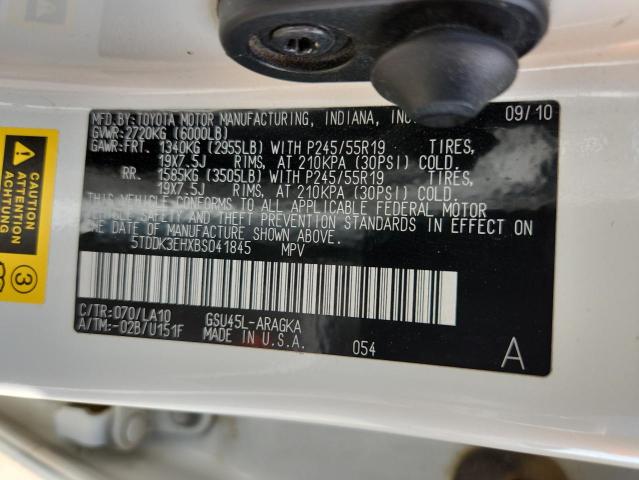 MFD.BY:TOYOTA MOTOR MANUFACTURING, INDIANA, INC. 09/10
GVWR:2720KG (6000LB)
GAWR:FRT. 1340KG (2955LB) WITH P245/55R19 TIRES,
19X7.5J RIMS, AT 210KPA (30PSI) COLD.
RR. 1585KG (3505LB) WITH P245/55R19 TIRES,
19X7.5J RIMS, AT 210KPA (30PSI) COLD.
THIS VEHICLE CONFORMS TO ALL APPLICABLE FEDERAL MOTOR
VEHICLE SAFETY AND THEFT PREVENTION STANDARDS IN EFFECT ON
THE DATE OF MANUFACTURE SHOWN ABOVE.
5TDDK3EHXBS041845 MPV
C/TR:070/LA10 GSU45L-ARAGKA
A/TM:-02B/U151F MADE IN U.S.A.
054 A
3